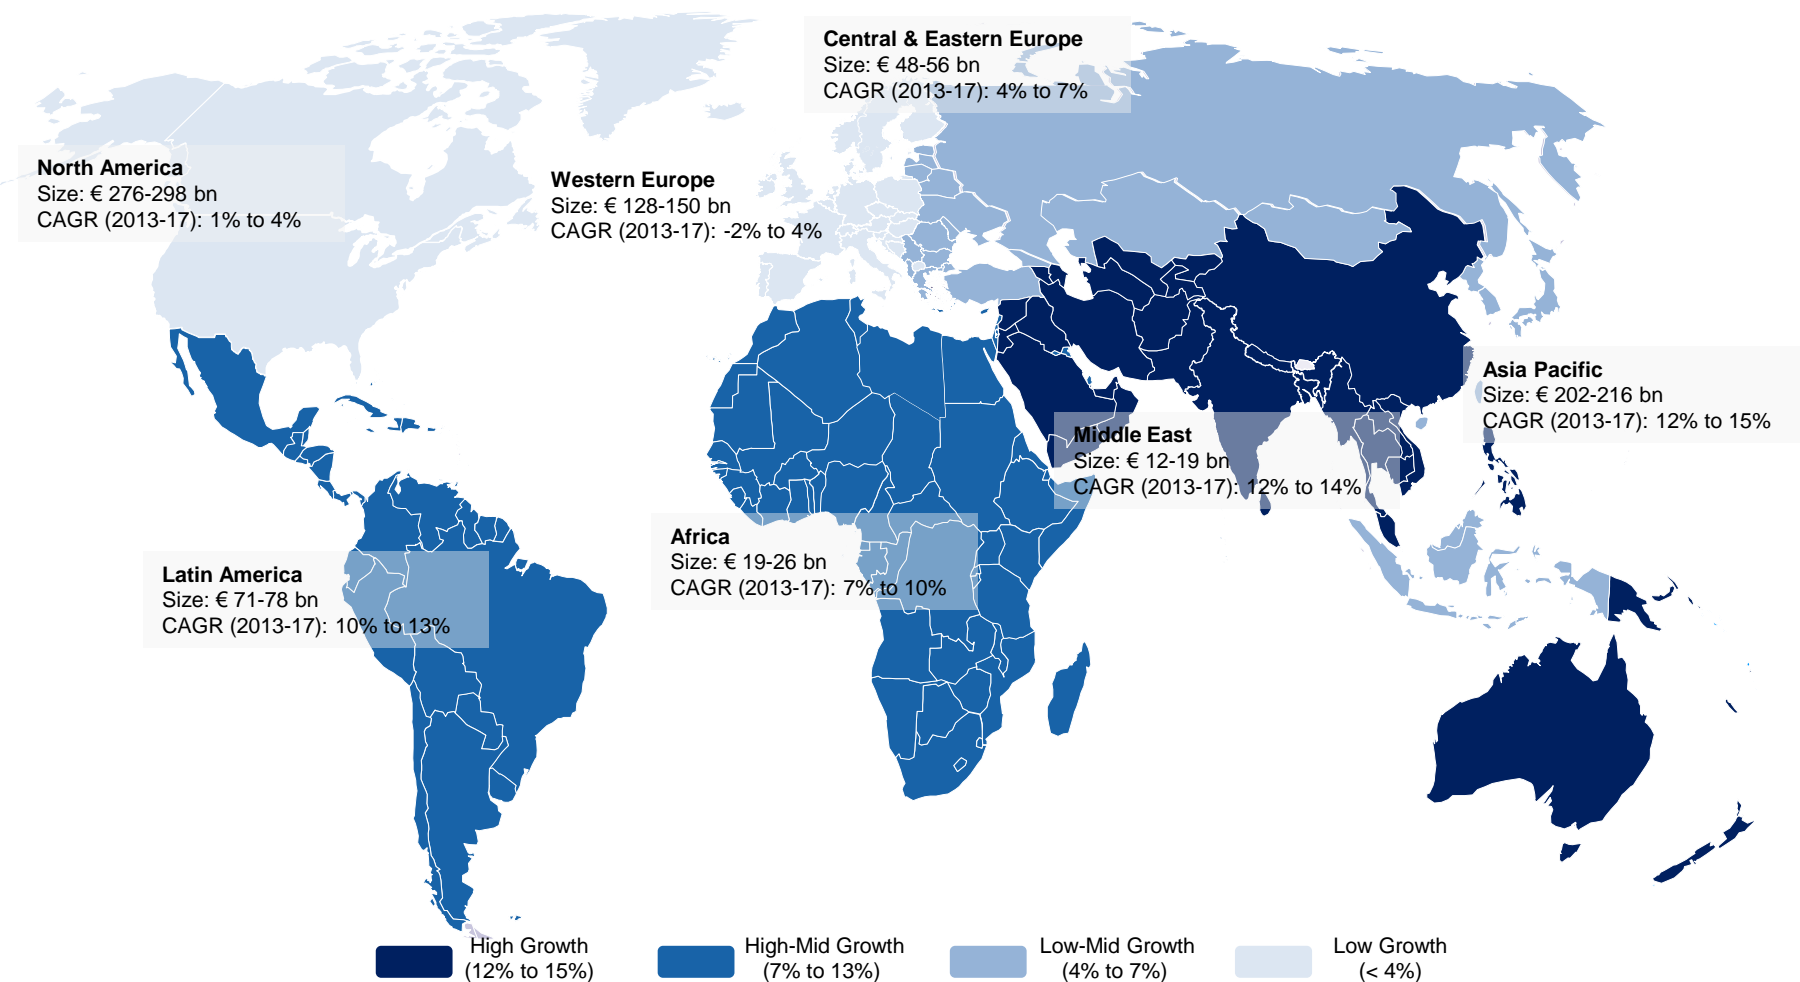 Central & Eastern Europe
Size: € 48-56 bn
CAGR (2013-17): 4% to 7%
North America
Size: € 276-298 bn
CAGR (2013-17): 1% to 4%
Western Europe
Size: € 128-150 bn
CAGR (2013-17): -2% to 4%
Asia Pacific
Size: € 202-216 bn
CAGR (2013-17): 12% to 15%
Middle East
Size: € 12-19 bn
CAGR (2013-17): 12% to 14%
Africa
Size: € 19-26 bn
CAGR (2013-17): 7% to 10%
Latin America
Size: € 71-78 bn
CAGR (2013-17): 10% to 13%
High Growth
(12% to 15%)
High-Mid Growth
(7% to 13%)
Low-Mid Growth
(4% to 7%)
Low Growth
(< 4%)